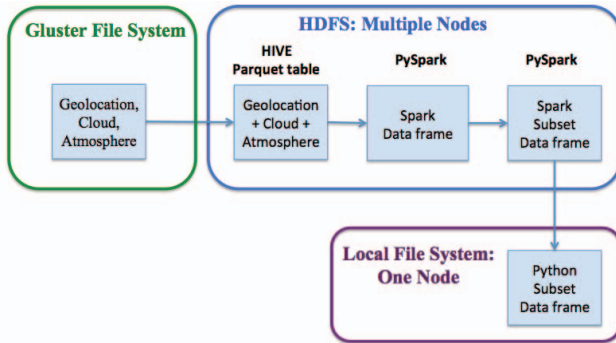 Gluster File System
Geolocation,
Cloud,
Atmosphere
HDFS: Multiple Nodes
HIVE
Parquet table
Geolocation
+ Cloud +
Atmosphere
PySpark
Spark
Data frame
PySpark
Spark
Subset
Data frame
Local File System:
One Node
Python
Subset
Data frame